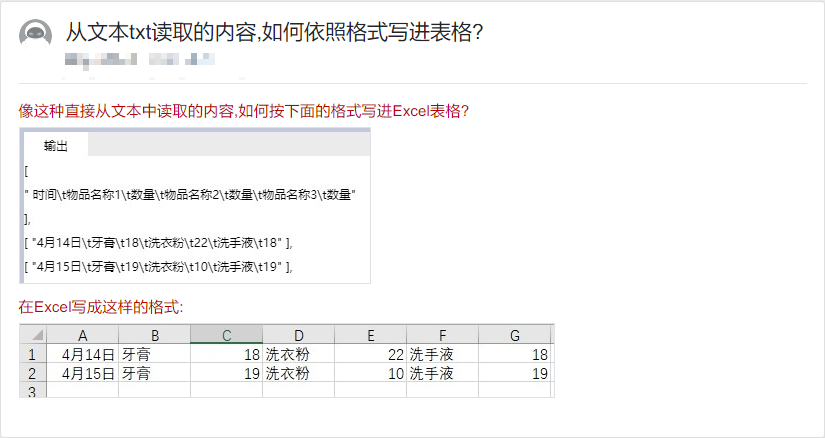 从文本txt读取的内容,如何依照格式写进表格?
像这种直接从文本中读取的内容,如何按下面的格式写进Excel表格?
输出
[
" 时间\t物品名称1\t数量\t物品名称2\t数量\t物品名称3\t数量"
],
[ "4月14日\t牙膏\t18\t洗衣粉\t22\t洗手液\t18" ],
[ "4月15日\t牙膏\t19\t洗衣粉\t10\t洗手液\t19" ],
在Excel写成这样的格式:
A B C D E F G
1 4月14日 牙膏 18 洗衣粉 22 洗手液 18
2 4月15日 牙膏 19 洗衣粉 10 洗手液 19
3